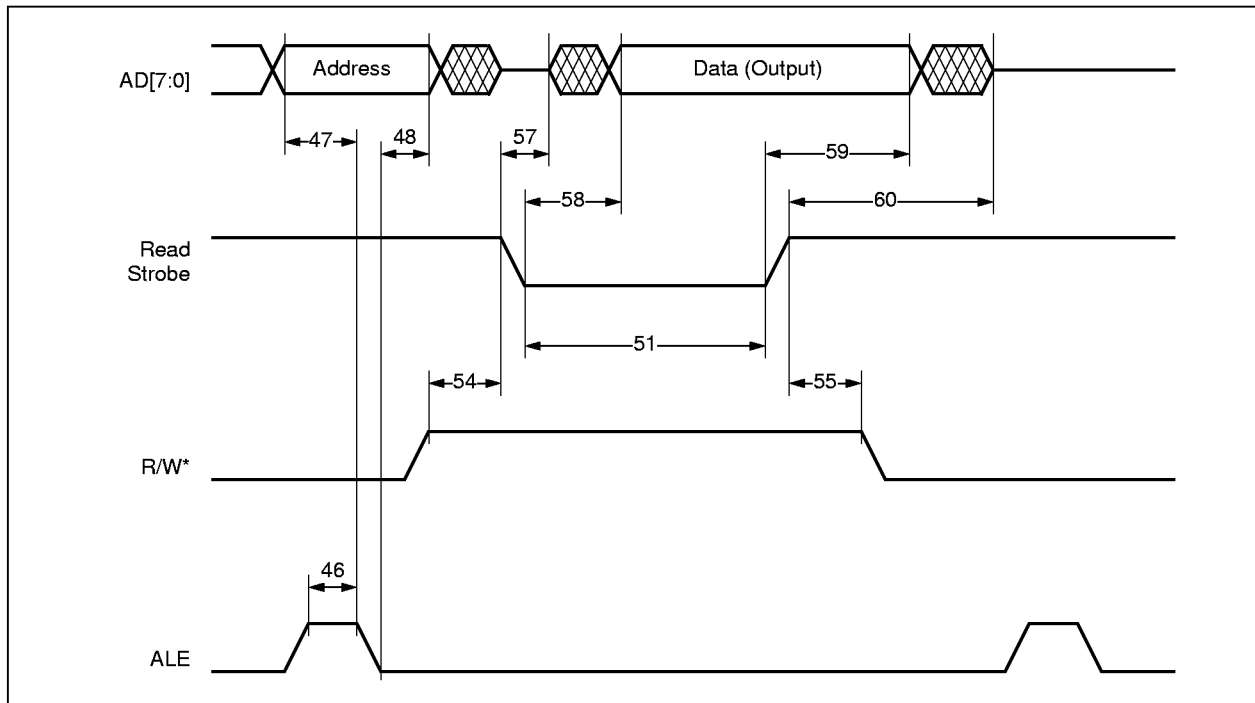 AD[7:0]
Address
Data (Output)
47
48
57
59
58
60
Read
Strobe
51
54
55
R/W*
46
ALE